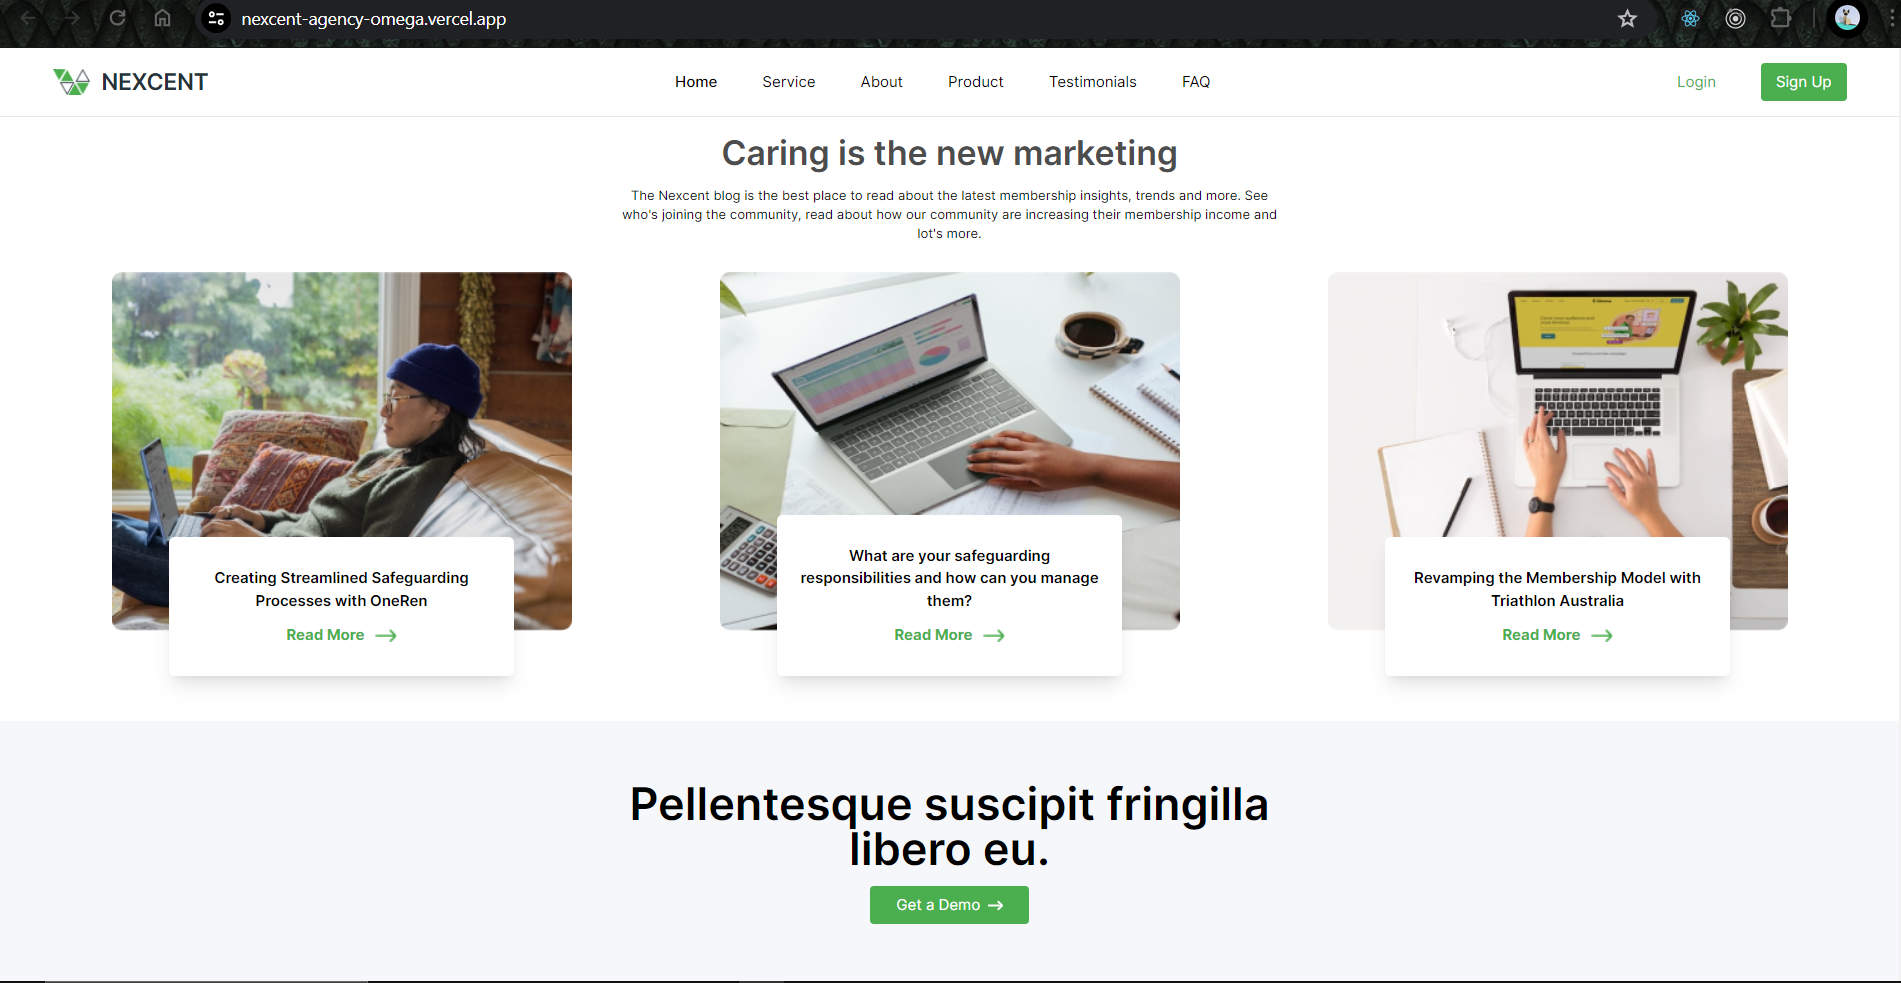 nexcent-agency-omega.vercel.app
NEXCENT
Home Service About Product Testimonials FAQ
Login Sign Up
Caring is the new marketing
The Nexcent blog is the best place to read about the latest membership insights, trends and more. See
who's joining the community, read about how our community are increasing their membership income and
lot's more.
Creating Streamlined Safeguarding
Processes with OneRen
Read More
What are your safeguarding
responsibilities and how can you manage
them?
Read More
Revamping the Membership Model with
Triathlon Australia
Read More
Pellentesque suscipit fringilla
libero eu.
Get a Demo →